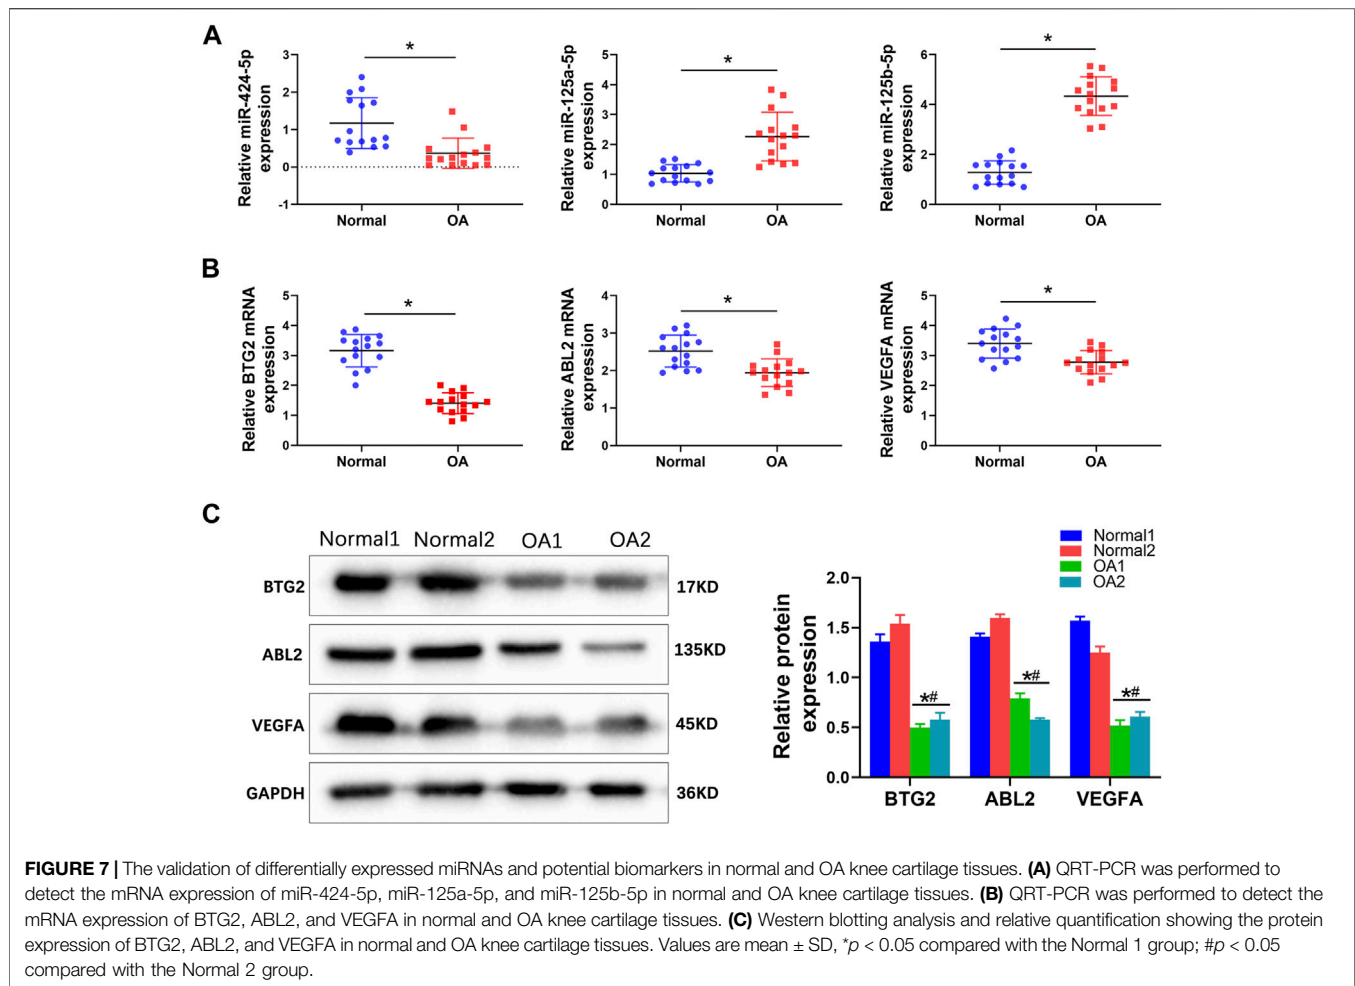 A
Relative miR-424-5p
expression
3
2
1
0
-1
*
Normal
OA
Relative miR-125a-5p
expression
5
4
3
2
1
0
*
Normal
OA
Relative miR-125b-5p
expression
6
4
2
0
*
Normal
OA
B
Relative BTG2 mRNA
expression
5
4
3
2
1
0
*
Normal
OA
Relative ABL2 mRNA
expression
4
3
2
1
0
*
Normal
OA
Relative VEGFA mRNA
expression
5
4
3
2
1
0
*
Normal
OA
C
Normal1 Normal2 OA1 OA2
BTG2 17KD
ABL2 135KD
VEGFA 45KD
GAPDH 36KD
Normal1
Normal2
OA1
OA2
Relative protein
expression
2.0
1.5
1.0
0.5
0.0
*#
*#
*#
BTG2 ABL2 VEGFA
FIGURE 7 | The validation of differentially expressed miRNAs and potential biomarkers in normal and OA knee cartilage tissues. (A) QRT-PCR was performed to
detect the mRNA expression of miR-424-5p, miR-125a-5p, and miR-125b-5p in normal and OA knee cartilage tissues. (B) QRT-PCR was performed to detect the
mRNA expression of BTG2, ABL2, and VEGFA in normal and OA knee cartilage tissues. (C) Western blotting analysis and relative quantification showing the protein
expression of BTG2, ABL2, and VEGFA in normal and OA knee cartilage tissues. Values are mean ± SD, *p < 0.05 compared with the Normal 1 group; #p < 0.05
compared with the Normal 2 group.